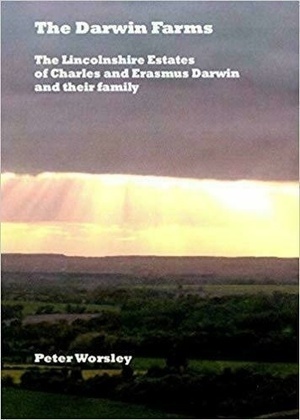 The Darwin Farms
The Lincolnshire Estates
of Charles and Erasmus Darwin
and their family
Peter Worsley